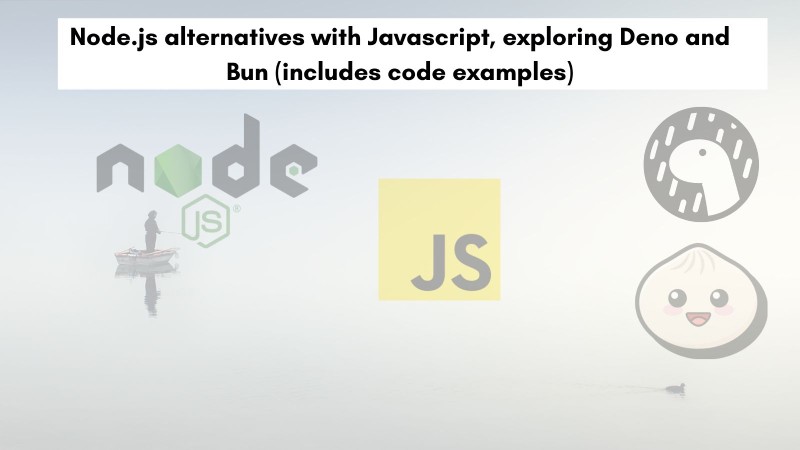 Node.js alternatives with Javascript, exploring Deno and
Bun (includes code examples)
node
JS®
JS